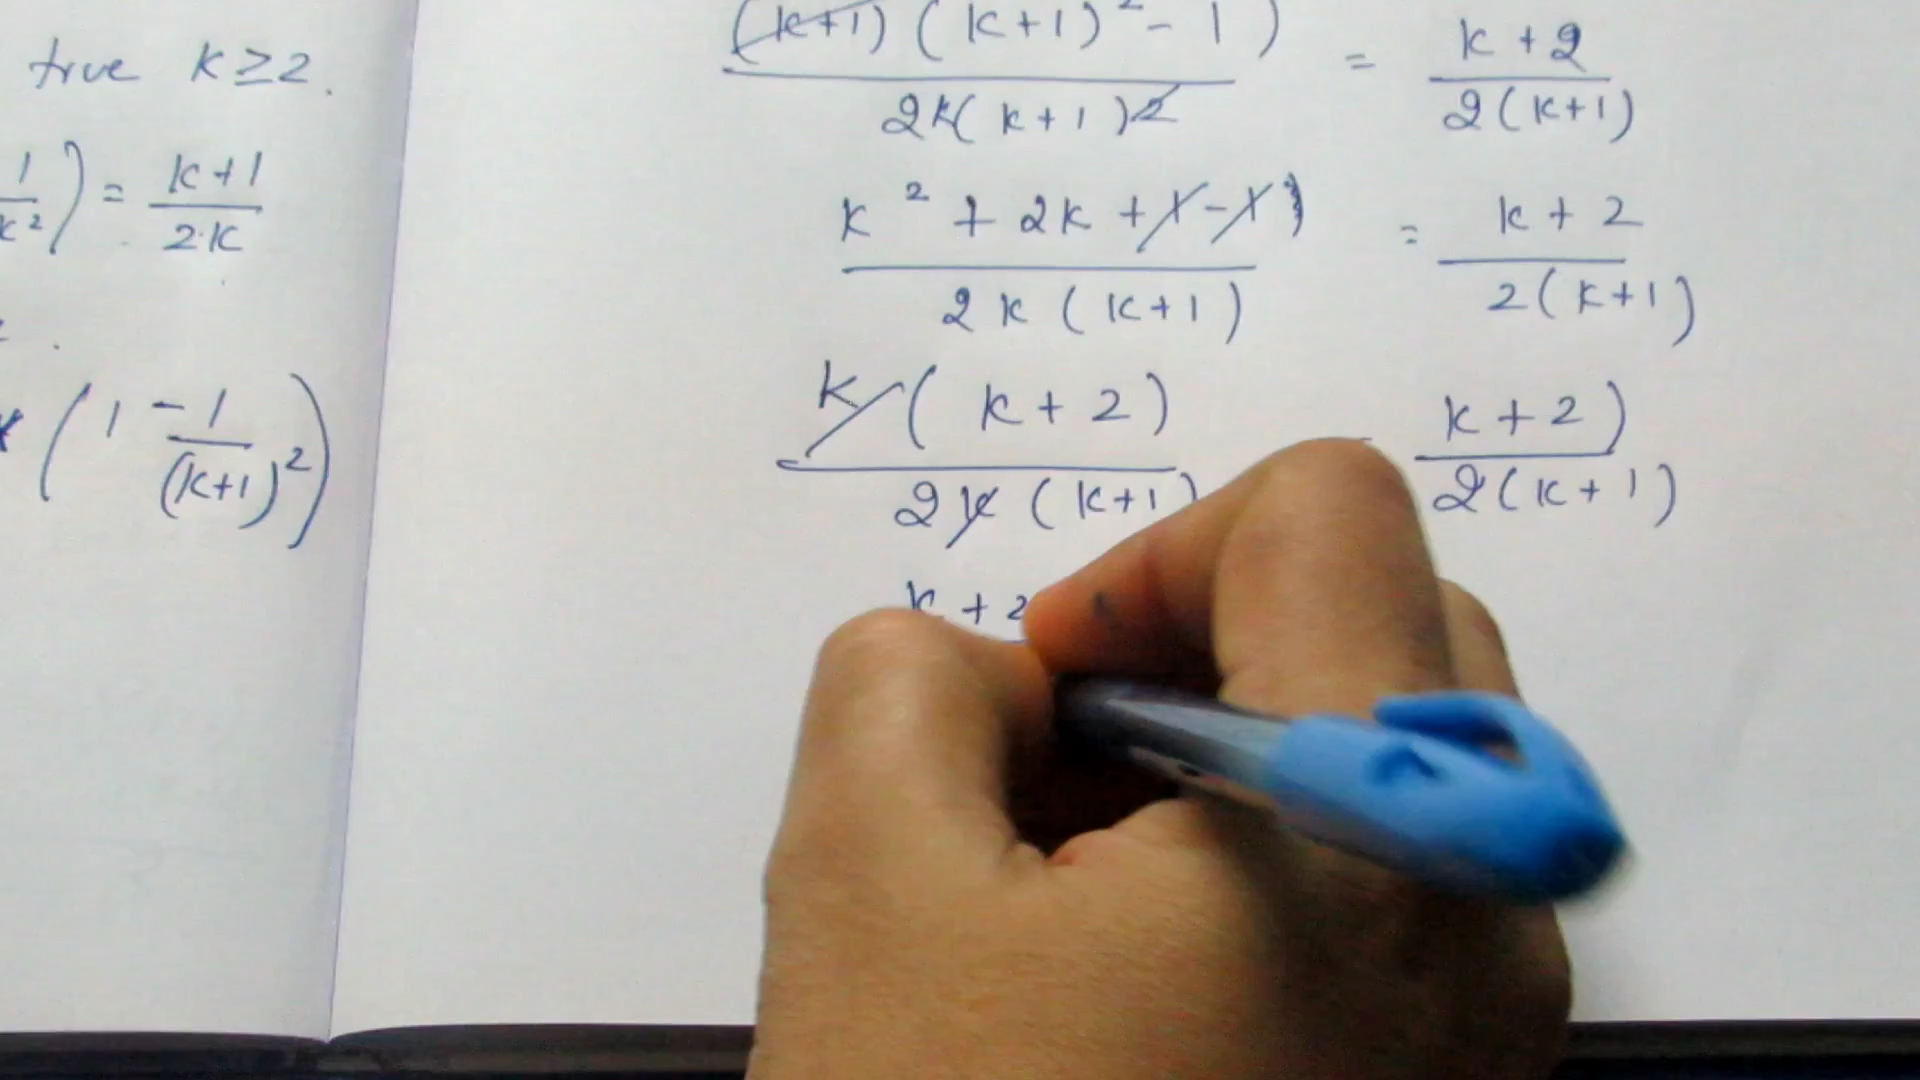 true k ≥ 2.
1/k²) = k+1/2·k
(1 - 1/(k+1)²)
(k+1) (k+1)² - 1) / 2k(k+1)2 = k+2 / 2(k+1)
k² + 2k + 1 - 1) / 2k(k+1) = k+2 / 2(k+1)
k(k+2) / 2k(k+1) k+2) / 2(k+1)
k + 2